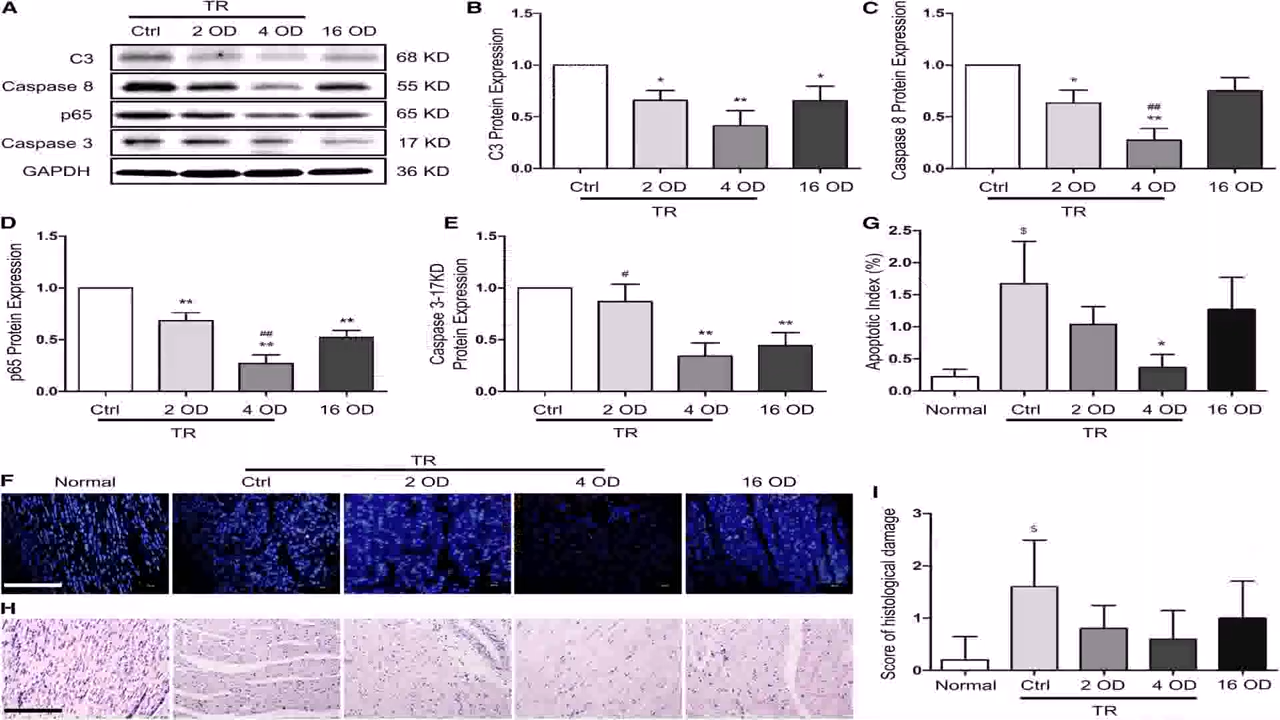 A
TR
Ctrl 2 OD 4 OD 16 OD
C3 68 KD
Caspase 8 55 KD
p65 65 KD
Caspase 3 17 KD
GAPDH 36 KD
B
C3 Protein Expression
1.5
1.0
0.5
0.0
* ** *
Ctrl 2 OD 4 OD 16 OD
TR
C
Caspase 8 Protein Expression
1.5
1.0
0.5
0.0
* ## **
Ctrl 2 OD 4 OD 16 OD
TR
D
p65 Protein Expression
1.5
1.0
0.5
0.0
** ## ** **
Ctrl 2 OD 4 OD 16 OD
TR
E
Caspase 3-17KD
Protein Expression
1.5
1.0
0.5
0.0
# ** **
Ctrl 2 OD 4 OD 16 OD
TR
G
Apoptotic Index (%)
2.5
2.0
1.5
1.0
0.5
0.0
$ *
Normal Ctrl 2 OD 4 OD 16 OD
TR
F
TR
Normal Ctrl 2 OD 4 OD 16 OD
H
I
Score of histological damage
3
2
1
0
$
Normal Ctrl 2 OD 4 OD 16 OD
TR